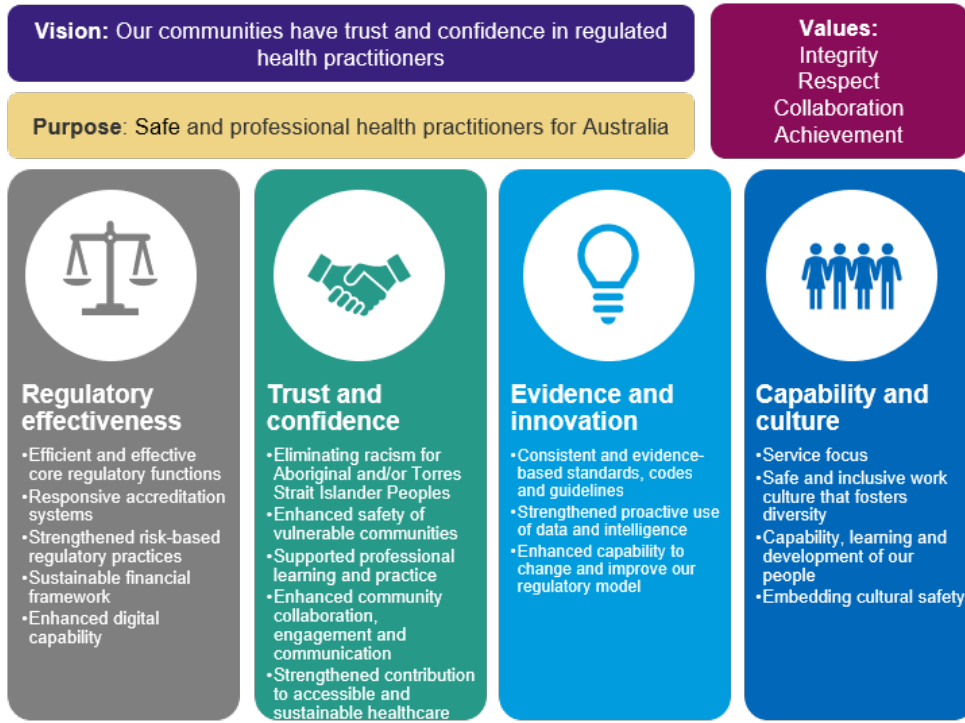 Vision: Our communities have trust and confidence in regulated
health practitioners
Purpose: Safe and professional health practitioners for Australia
Values:
Integrity
Respect
Collaboration
Achievement
Regulatory
effectiveness
•Efficient and effective
core regulatory functions
•Responsive accreditation
systems
•Strengthened risk-based
regulatory practices
•Sustainable financial
framework
•Enhanced digital
capability
Trust and
confidence
•Eliminating racism for
Aboriginal and/or Torres
Strait Islander Peoples
•Enhanced safety of
vulnerable communities
•Supported professional
learning and practice
•Enhanced community
collaboration,
engagement and
communication
•Strengthened contribution
to accessible and
sustainable healthcare
Evidence and
innovation
•Consistent and evidence-
based standards, codes
and guidelines
•Strengthened proactive use
of data and intelligence
•Enhanced capability to
change and improve our
regulatory model
Capability and
culture
•Service focus
•Safe and inclusive work
culture that fosters
diversity
•Capability, learning and
development of our
people
•Embedding cultural safety